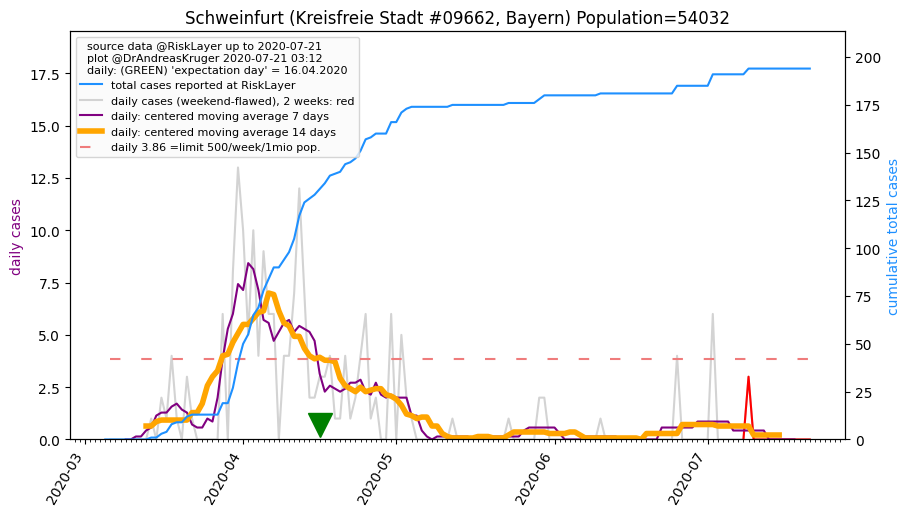 Schweinfurt (Kreisfreie Stadt #09662, Bayern) Population=54032
source data @RiskLayer up to 2020-07-21
plot @DrAndreasKruger 2020-07-21 03:12
daily: (GREEN) 'expectation day' = 16.04.2020
total cases reported at RiskLayer
daily cases (weekend-flawed), 2 weeks: red
daily: centered moving average 7 days
daily: centered moving average 14 days
daily 3.86 =limit 500/week/1mio pop.
daily cases
17.5
15.0
12.5
10.0
7.5
5.0
2.5
0.0
200
175
150
125
100
75
50
25
0
cumulative total cases
2020-03
2020-04
2020-05
2020-06
2020-07